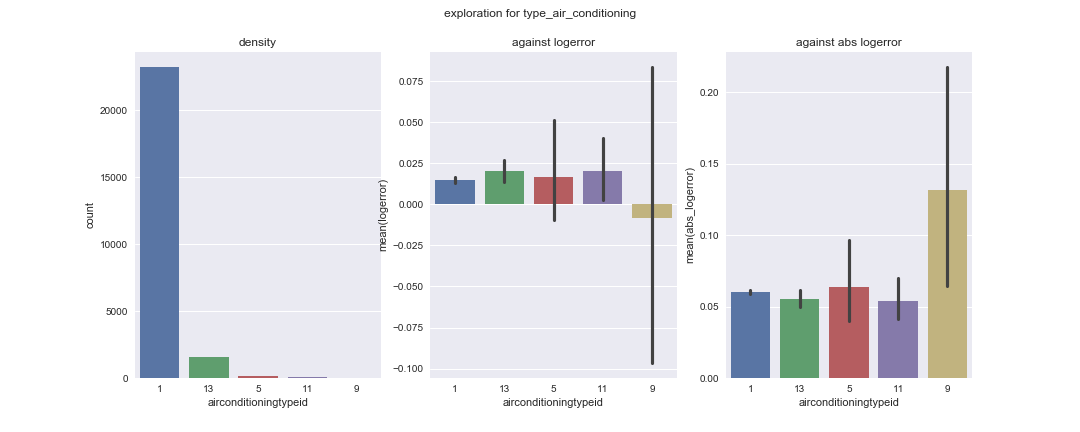 exploration for type_air_conditioning
density
count
20000
15000
10000
5000
0
1 13 5 11 9
airconditioningtypeid
against logerror
mean(logerror)
0.075
0.050
0.025
0.000
−0.025
−0.050
−0.075
−0.100
1 13 5 11 9
airconditioningtypeid
against abs logerror
mean(abs_logerror)
0.20
0.15
0.10
0.05
0.00
1 13 5 11 9
airconditioningtypeid